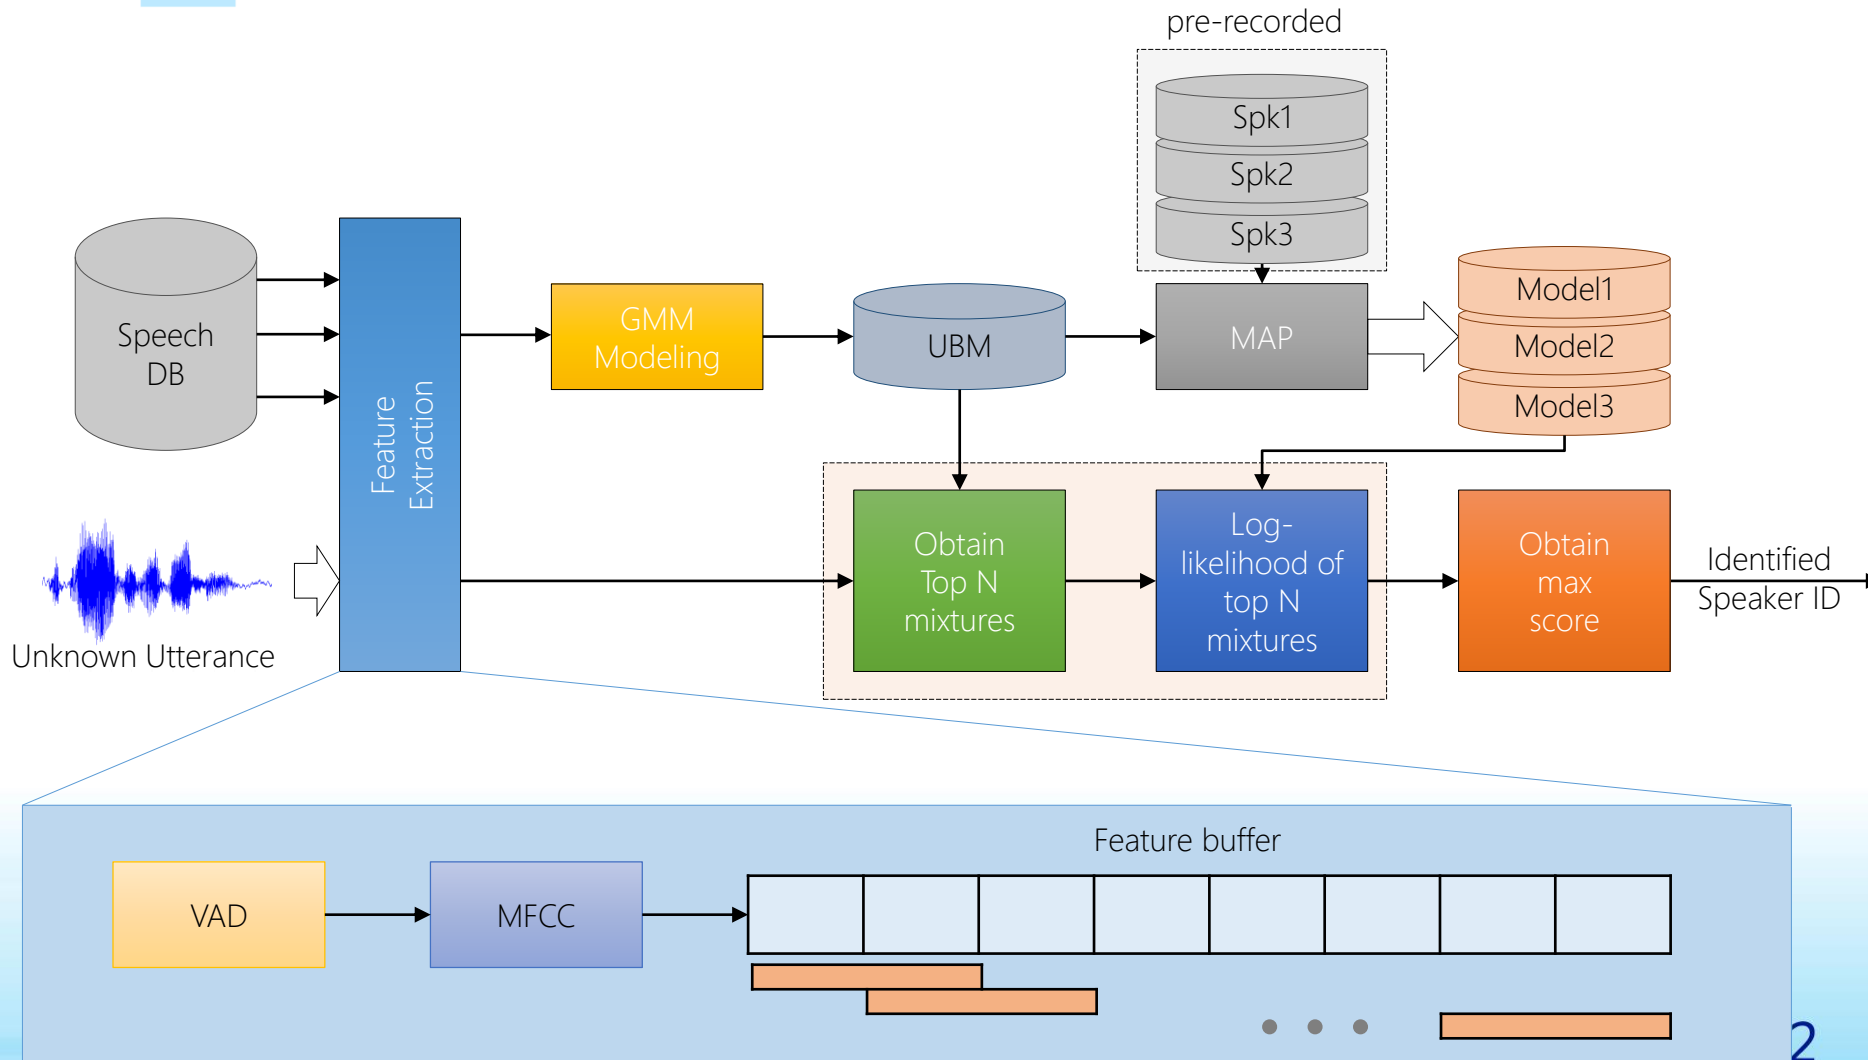 pre-recorded
Spk1
Spk2
Spk3
Speech
DB
Feature
Extraction
GMM
Modeling
UBM
MAP
Model1
Model2
Model3
Unknown Utterance
Obtain
Top N
mixtures
Log-
likelihood of
top N
mixtures
Obtain
max
score
Identified
Speaker ID
Feature buffer
VAD
MFCC
2